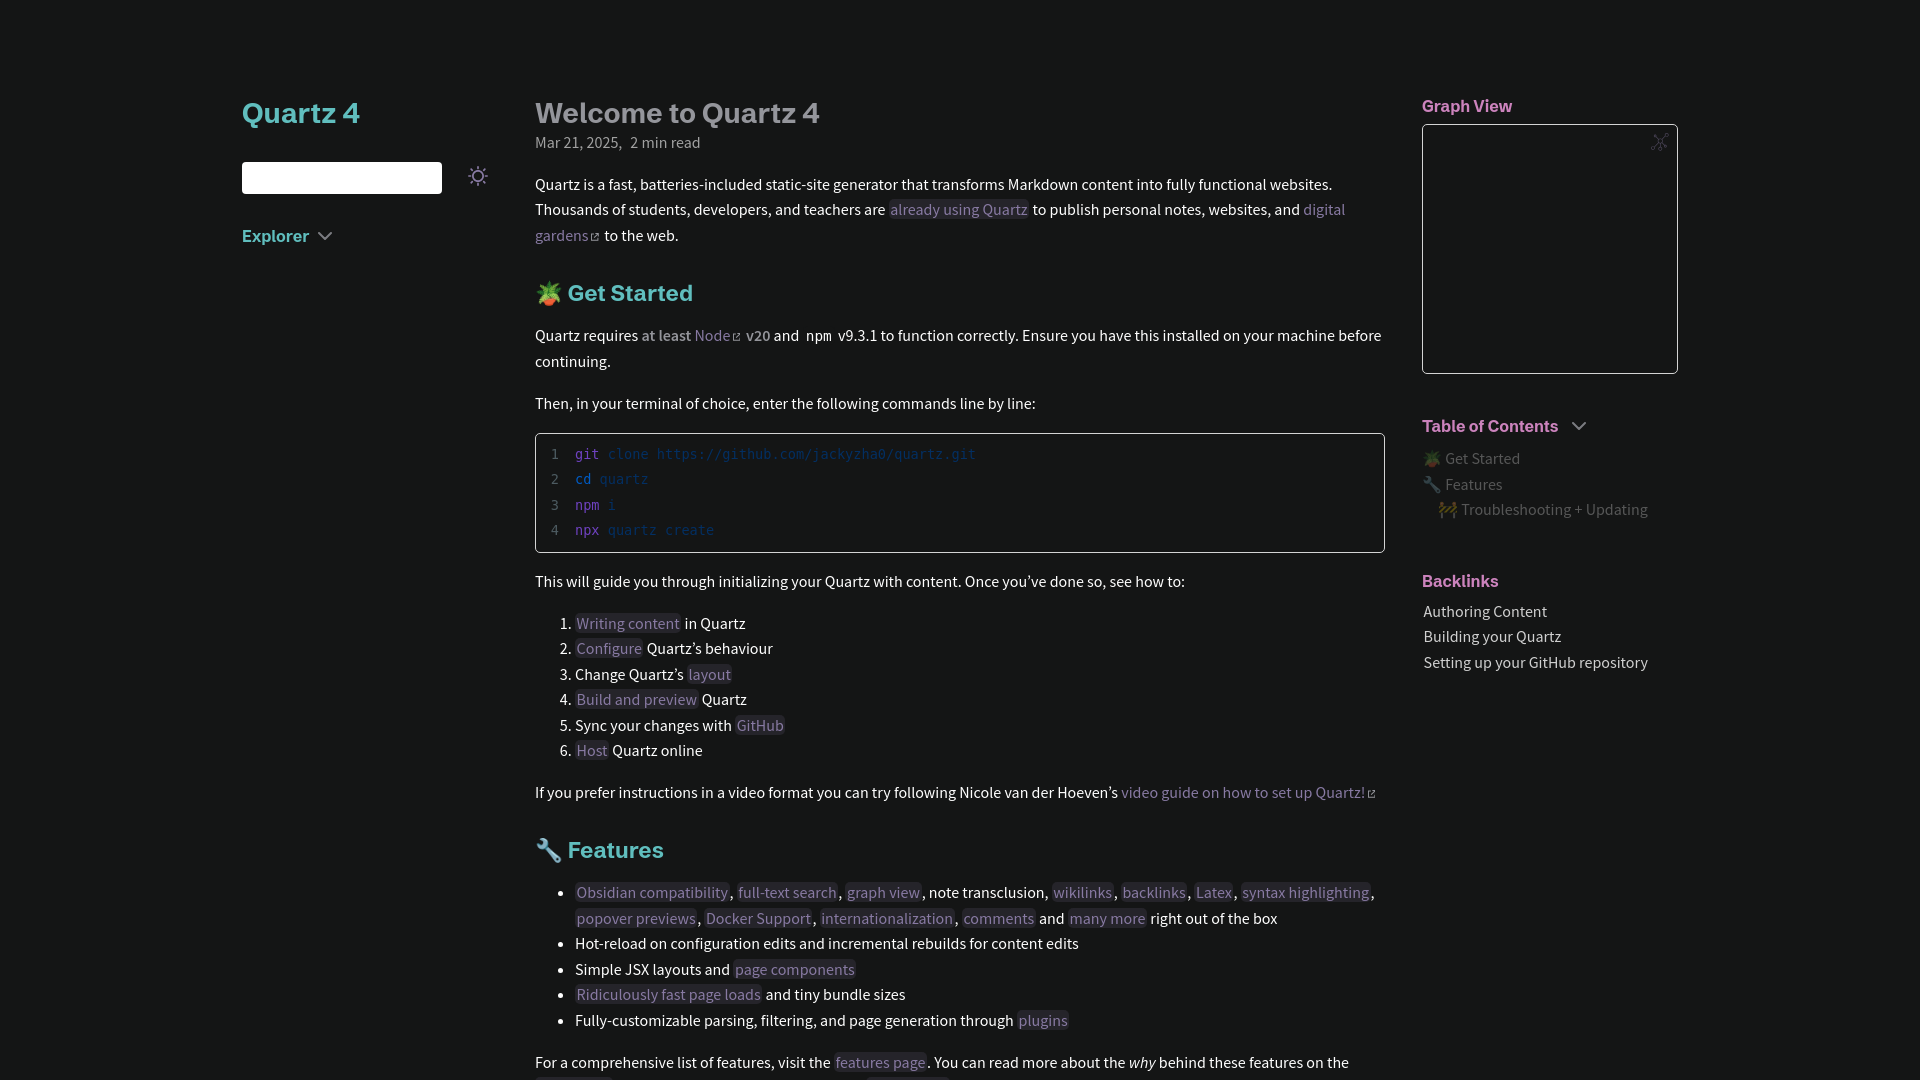 Quartz 4
Explorer
Welcome to Quartz 4
Mar 21, 2025, 2 min read
Quartz is a fast, batteries-included static-site generator that transforms Markdown content into fully functional websites.
Thousands of students, developers, and teachers are already using Quartz to publish personal notes, websites, and digital
gardens to the web.
🪴 Get Started
Quartz requires at least Node v20 and npm v9.3.1 to function correctly. Ensure you have this installed on your machine before
continuing.
Then, in your terminal of choice, enter the following commands line by line:
1 git clone https://github.com/jackyzha0/quartz.git
2 cd quartz
3 npm i
4 npx quartz create
This will guide you through initializing your Quartz with content. Once you’ve done so, see how to:
1. Writing content in Quartz
2. Configure Quartz’s behaviour
3. Change Quartz’s layout
4. Build and preview Quartz
5. Sync your changes with GitHub
6. Host Quartz online
If you prefer instructions in a video format you can try following Nicole van der Hoeven’s video guide on how to set up Quartz!
🔧 Features
• Obsidian compatibility, full-text search, graph view, note transclusion, wikilinks, backlinks, Latex, syntax highlighting,
popover previews, Docker Support, internationalization, comments and many more right out of the box
• Hot-reload on configuration edits and incremental rebuilds for content edits
• Simple JSX layouts and page components
• Ridiculously fast page loads and tiny bundle sizes
• Fully-customizable parsing, filtering, and page generation through plugins
For a comprehensive list of features, visit the features page. You can read more about the why behind these features on the
Graph View
Table of Contents
🪴 Get Started
🔧 Features
🚧 Troubleshooting + Updating
Backlinks
Authoring Content
Building your Quartz
Setting up your GitHub repository